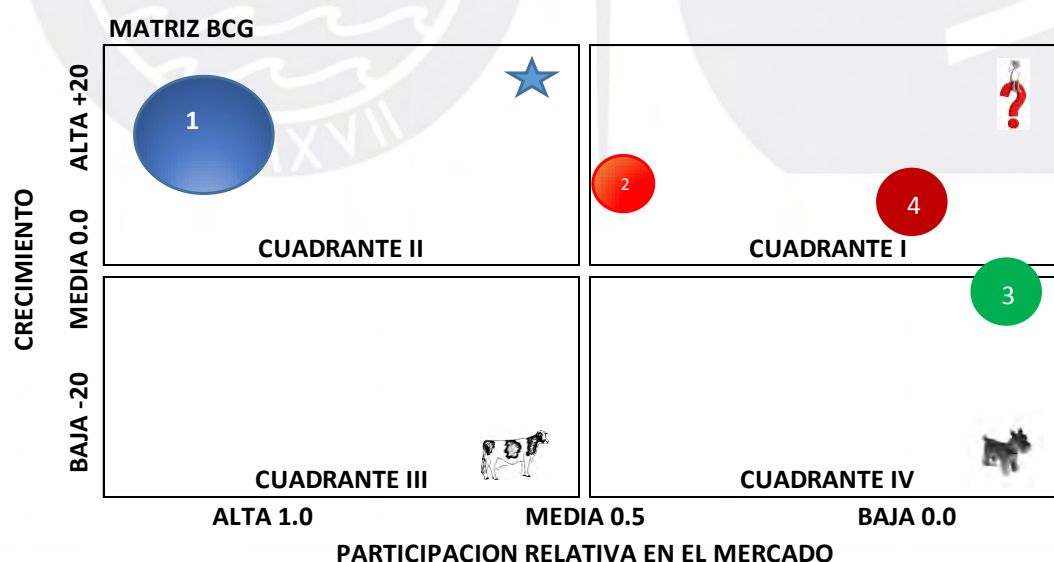 MATRIZ BCG
CRECIMIENTO
ALTA +20
MEDIA 0.0
BAJA -20
1
XVII
2
?
4
CUADRANTE II
CUADRANTE I
3
CUADRANTE III
CUADRANTE IV
ALTA 1.0
MEDIA 0.5
BAJA 0.0
PARTICIPACION RELATIVA EN EL MERCADO